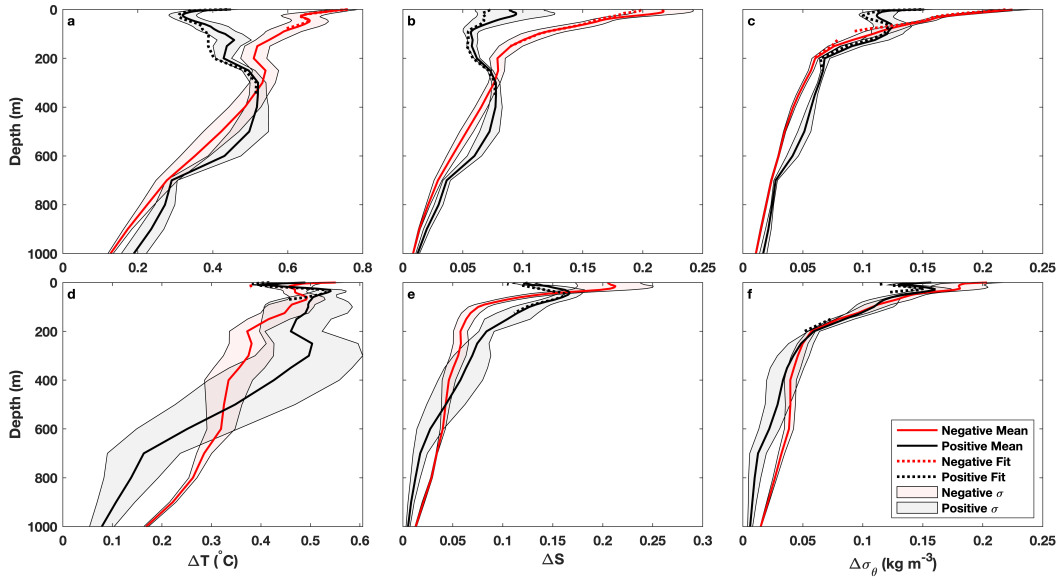 a
b
c
0
200
400
600
800
1000
Depth (m)
0 0.2 0.4 0.6 0.8
0 0.05 0.1 0.15 0.2 0.25
0 0.05 0.1 0.15 0.2 0.25
d
e
f
0
200
400
600
800
1000
Depth (m)
0 0.1 0.2 0.3 0.4 0.5 0.6
0 0.05 0.1 0.15 0.2 0.25 0.3
0 0.05 0.1 0.15 0.2 0.25
ΔT (°C)
ΔS
Δσθ (kg m-3)
Negative Mean
Positive Mean
Negative Fit
Positive Fit
Negative σ
Positive σ